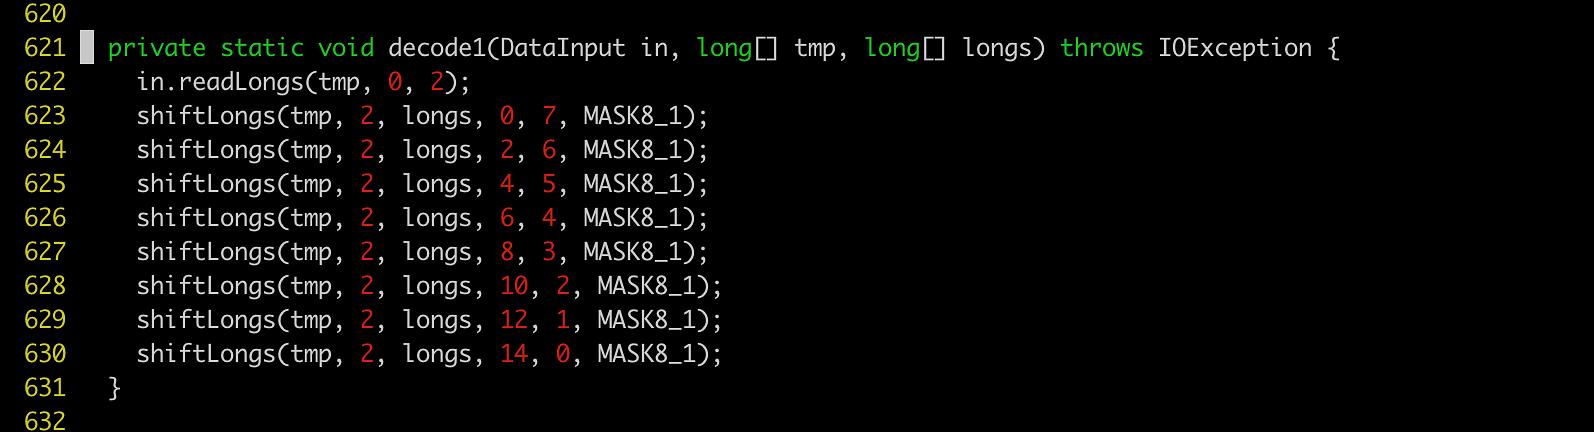 620
621 private static void decode1(DataInput in, long[] tmp, long[] longs) throws IOException {
622     in.readLongs(tmp, 0, 2);
623     shiftLongs(tmp, 2, longs, 0, 7, MASK8_1);
624     shiftLongs(tmp, 2, longs, 2, 6, MASK8_1);
625     shiftLongs(tmp, 2, longs, 4, 5, MASK8_1);
626     shiftLongs(tmp, 2, longs, 6, 4, MASK8_1);
627     shiftLongs(tmp, 2, longs, 8, 3, MASK8_1);
628     shiftLongs(tmp, 2, longs, 10, 2, MASK8_1);
629     shiftLongs(tmp, 2, longs, 12, 1, MASK8_1);
630     shiftLongs(tmp, 2, longs, 14, 0, MASK8_1);
631   }
632